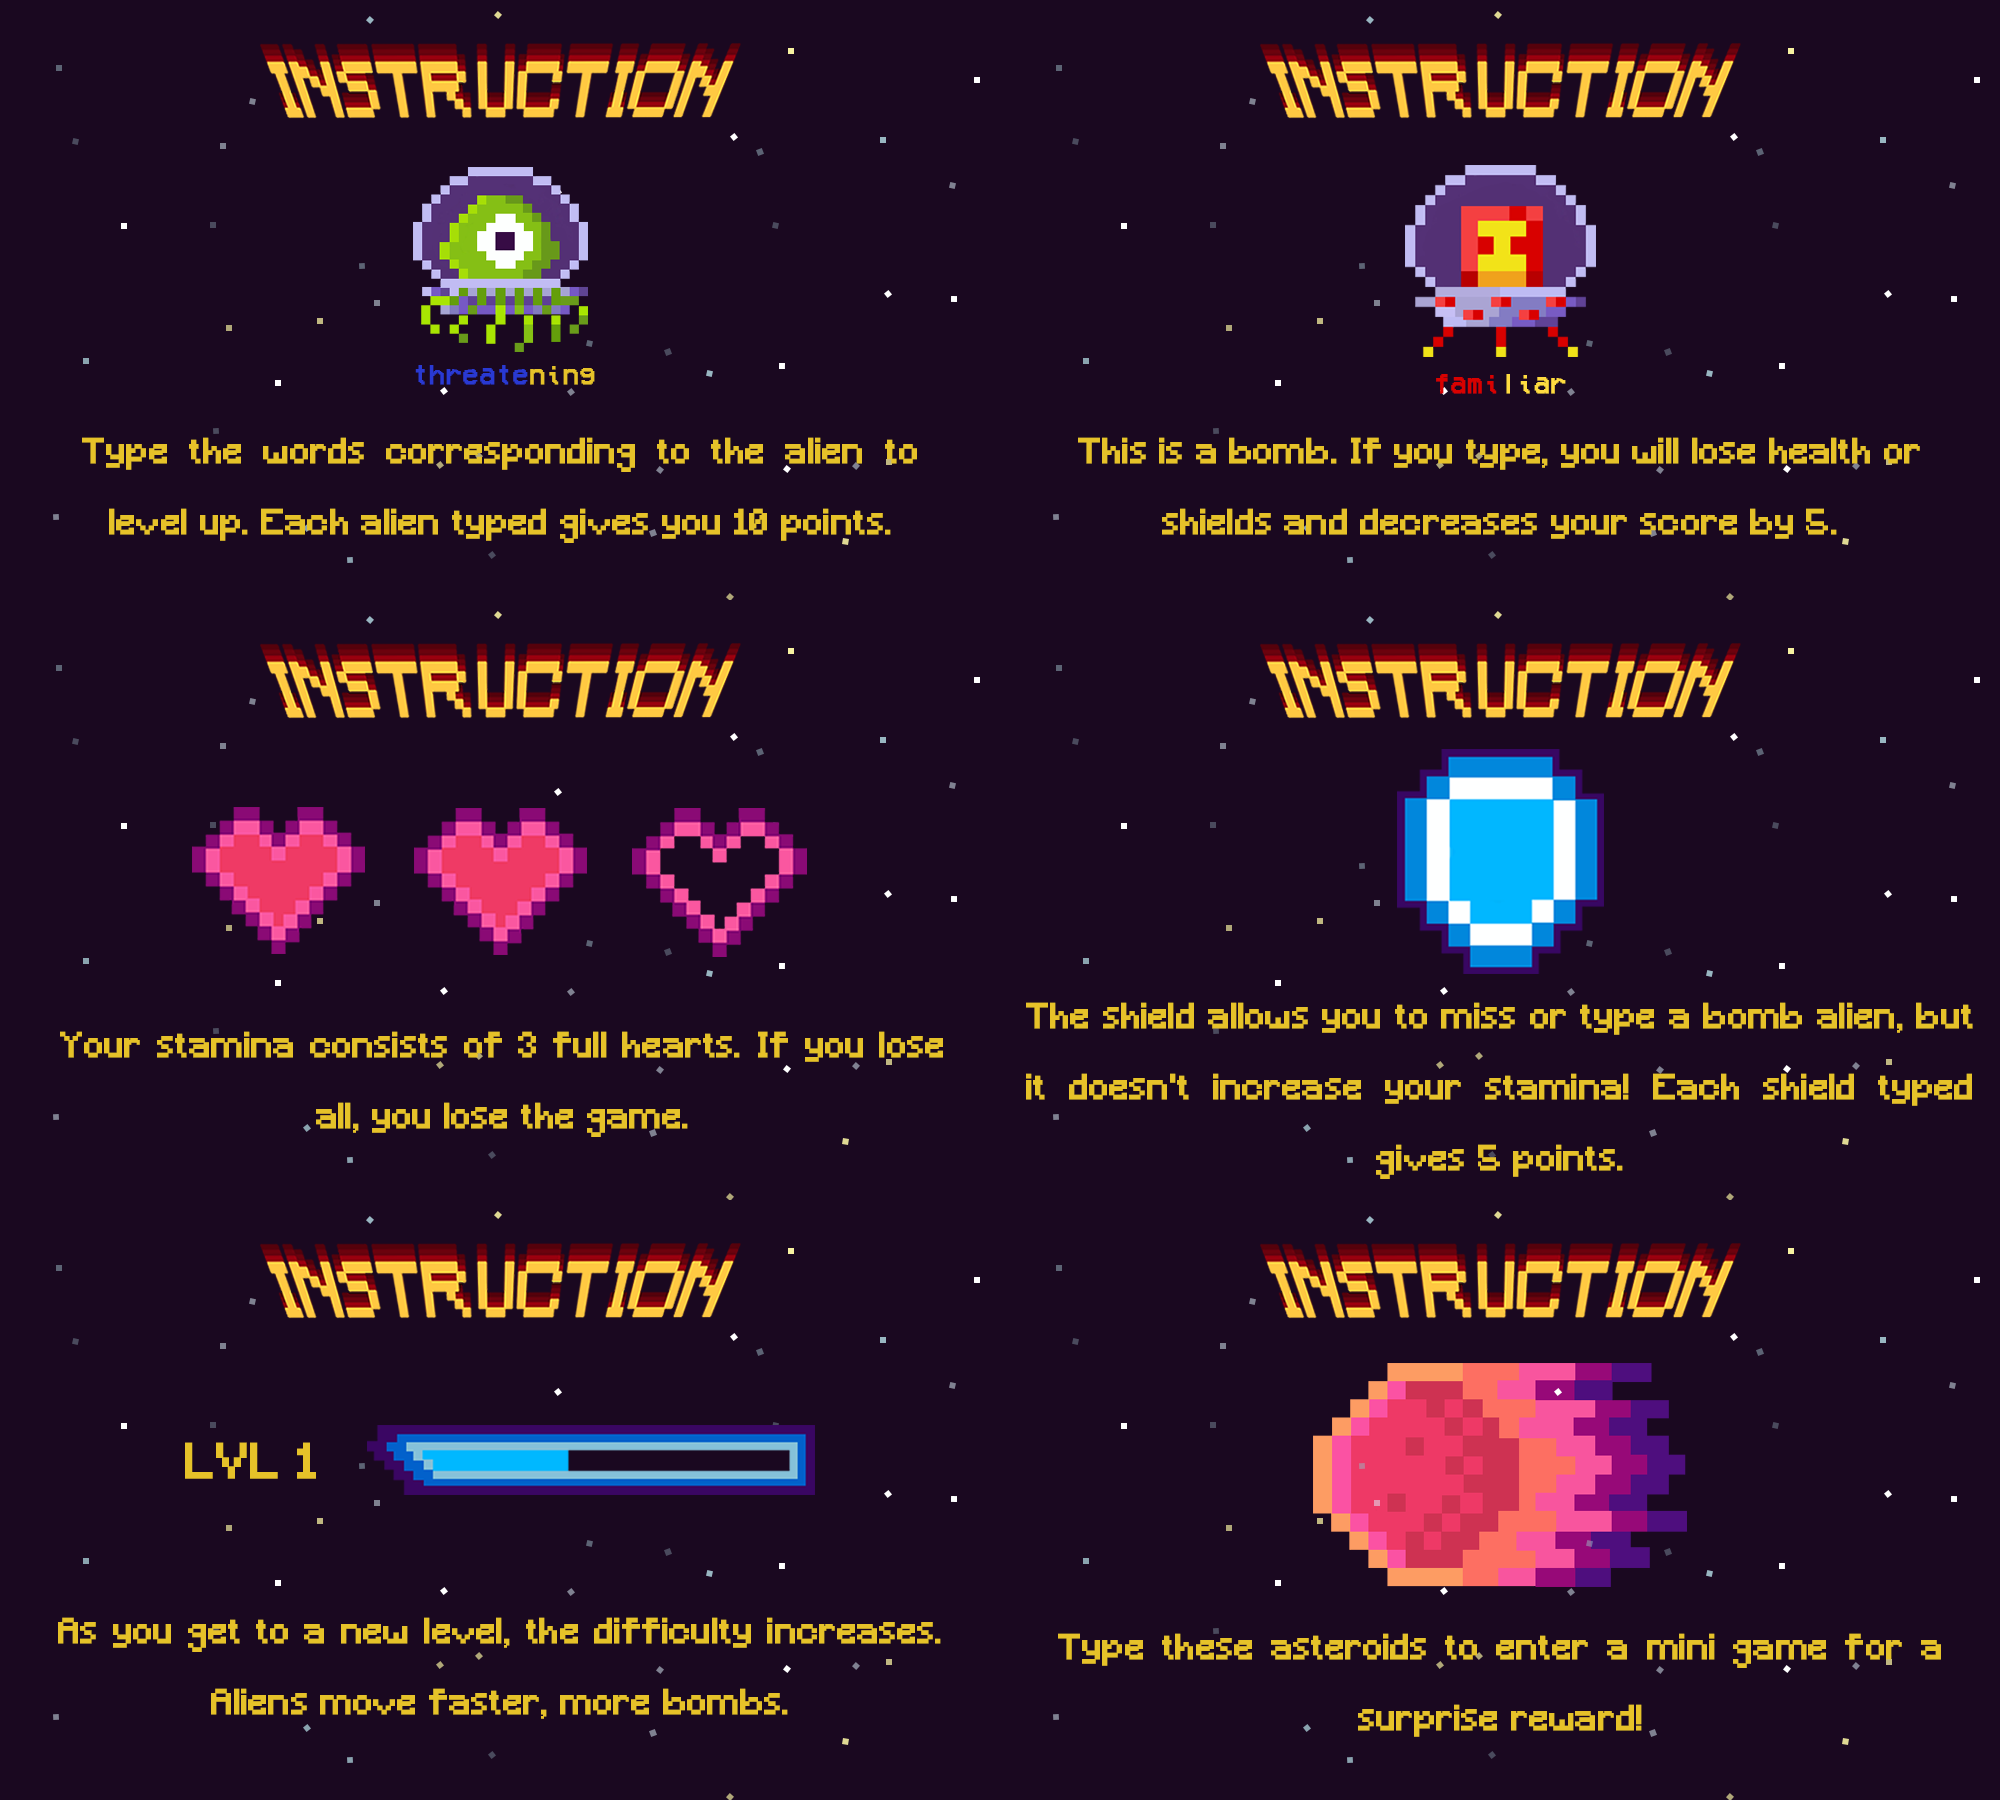 INSTRUCTION
threatening
Type the words corresponding to the alien to
level up. Each alien typed gives you 10 points.
INSTRUCTION
familiar
This is a bomb. If you type, you will lose health or
shields and decreases your score by 5.
INSTRUCTION
Your stamina consists of 3 full hearts. If you lose
all, you lose the game.
INSTRUCTION
The shield allows you to miss or type a bomb alien, but
it doesn't increase your stamina! Each shield typed
gives 5 points.
INSTRUCTION
LVL 1
As you get to a new level, the difficulty increases.
Aliens move faster, more bombs.
INSTRUCTION
Type these asteroids to enter a mini game for a
surprise reward!